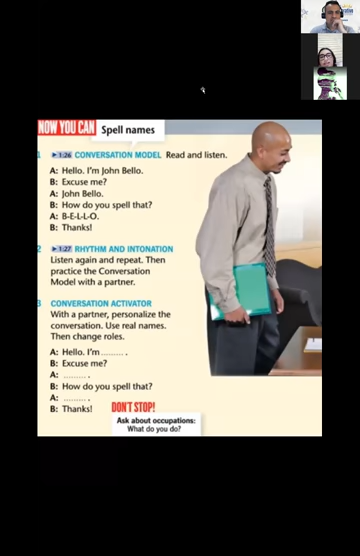 NOW YOU CAN Spell names
1 1:26 CONVERSATION MODEL Read and listen.
A: Hello. I'm John Bello.
B: Excuse me?
A: John Bello.
B: How do you spell that?
A: B-E-L-L-O.
B: Thanks!
2 1:27 RHYTHM AND INTONATION
Listen again and repeat. Then
practice the Conversation
Model with a partner.
3 CONVERSATION ACTIVATOR
With a partner, personalize the
conversation. Use real names.
Then change roles.
A: Hello. I'm ......... .
B: Excuse me?
A: ......... .
B: How do you spell that?
A: ......... .
B: Thanks!
DON'T STOP!
Ask about occupations:
What do you do?